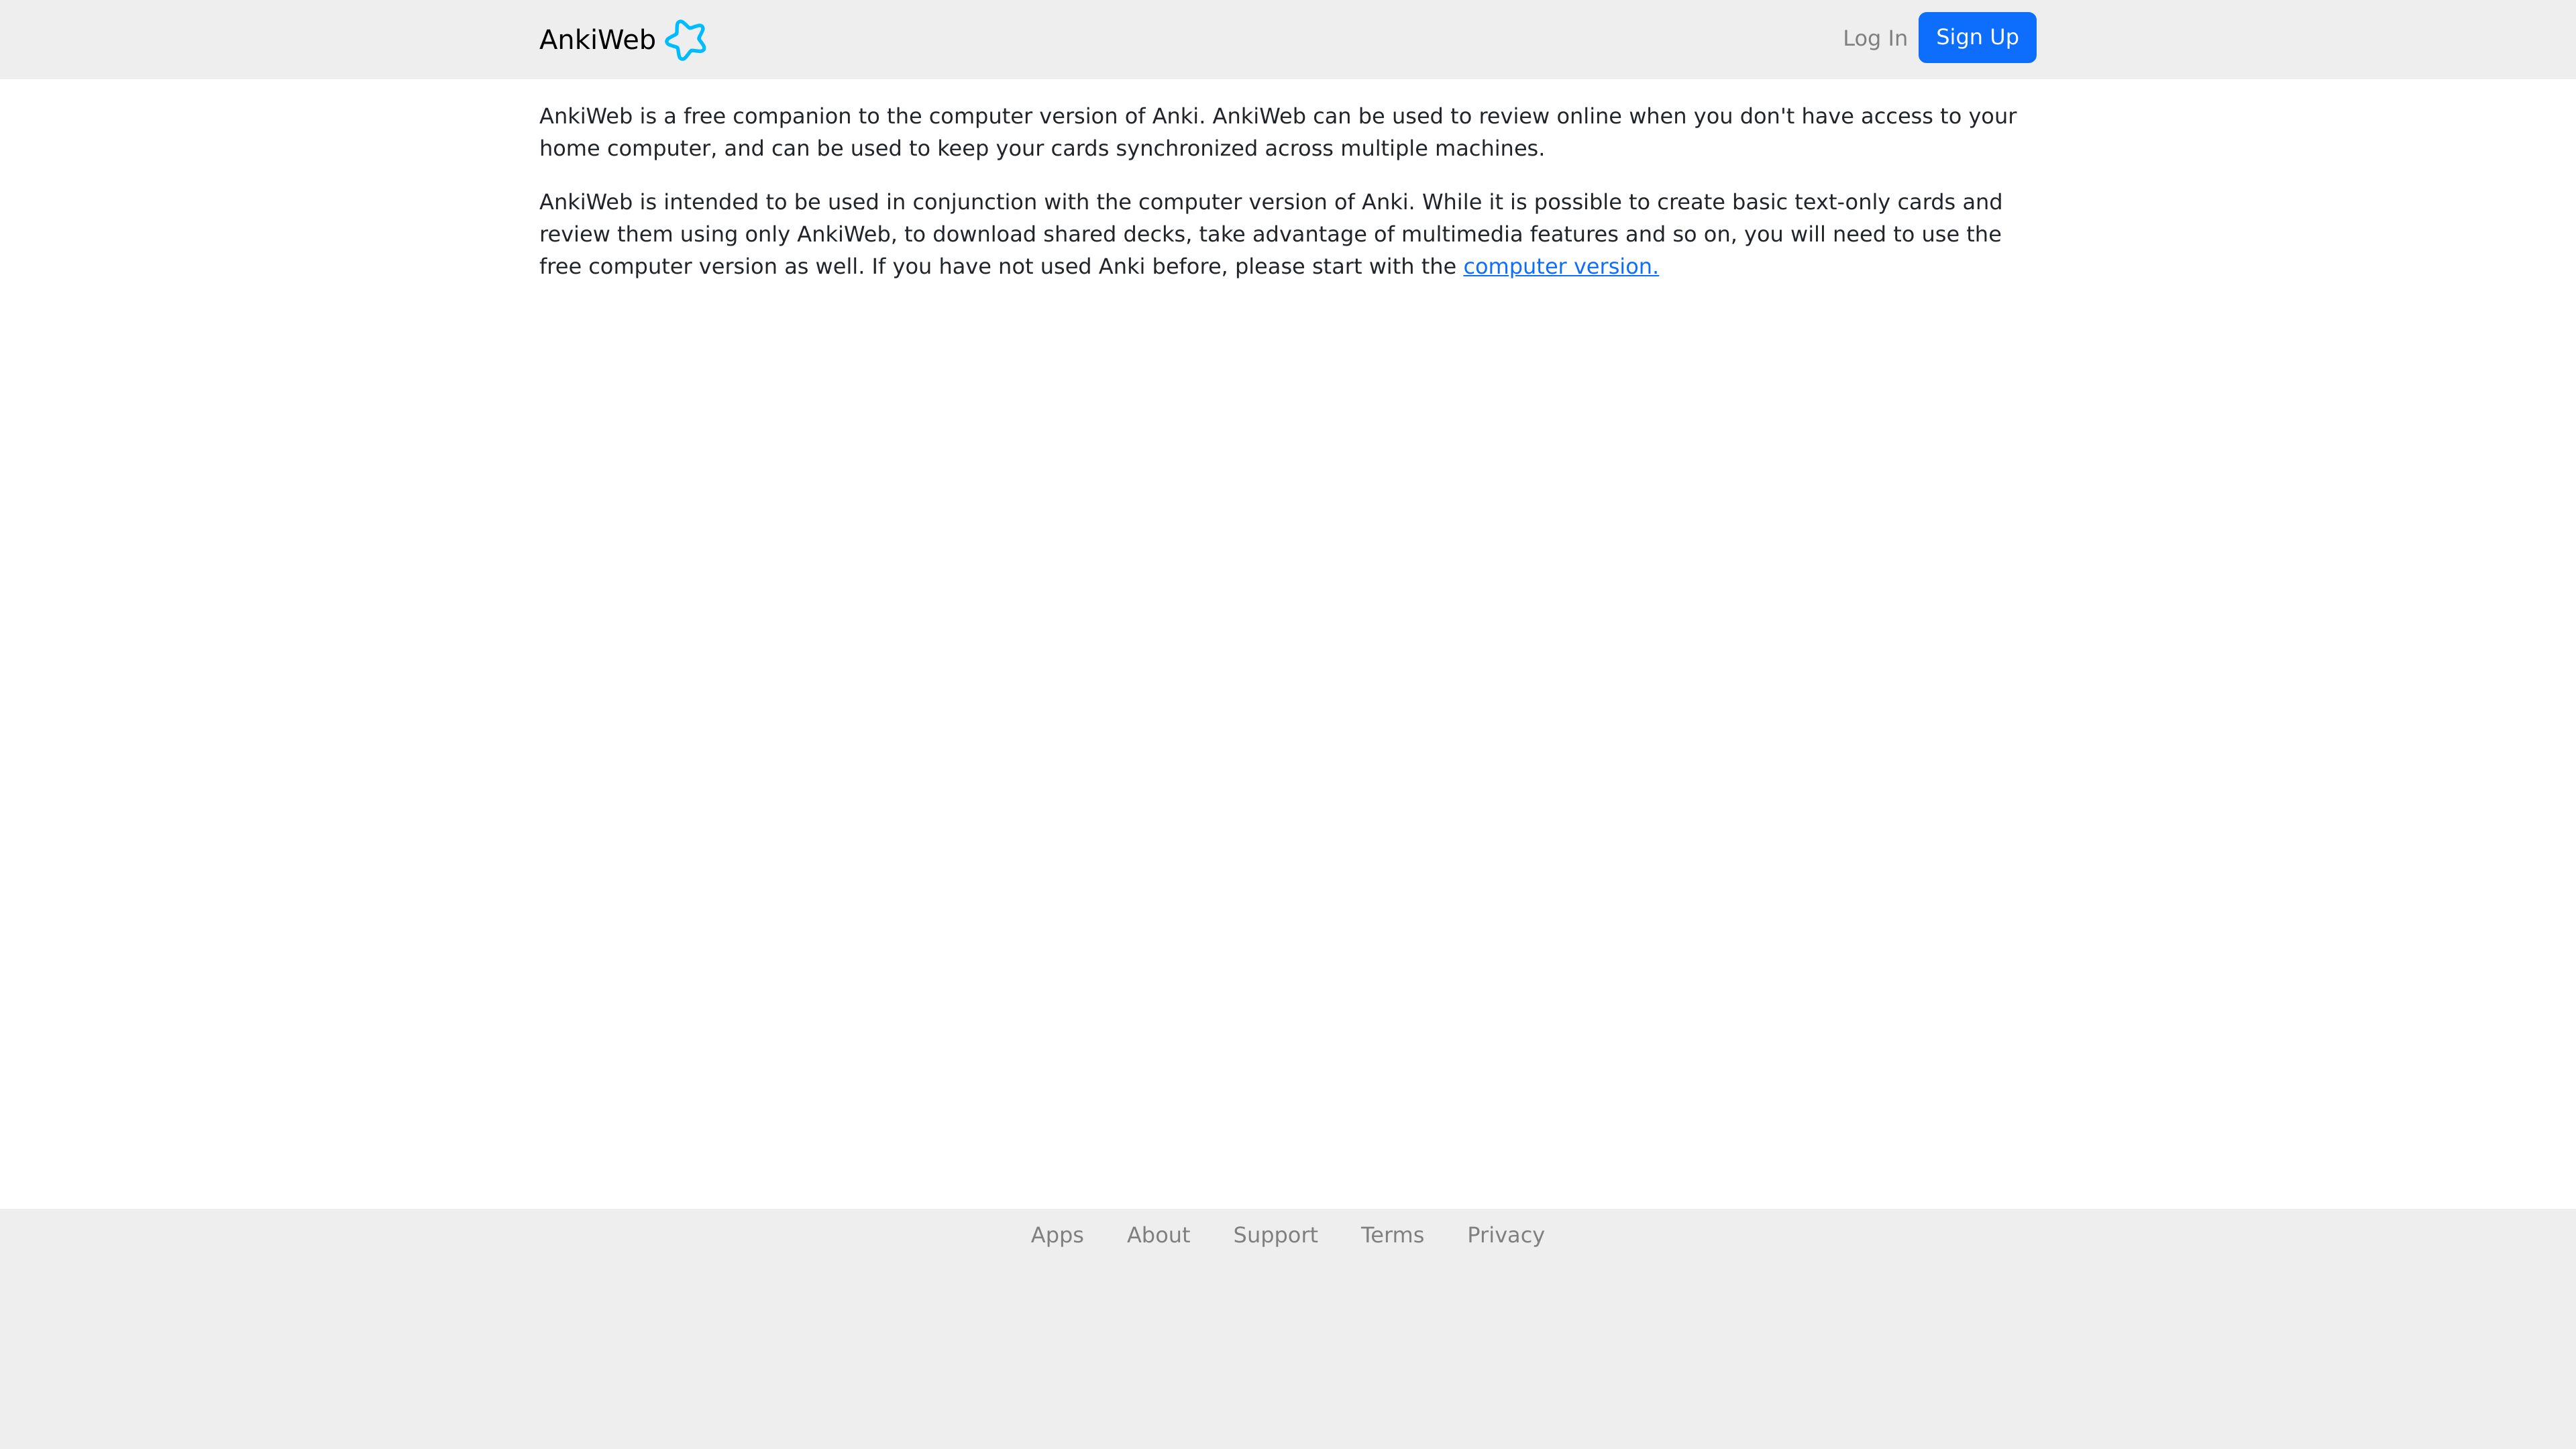 AnkiWeb
Log In
Sign Up
AnkiWeb is a free companion to the computer version of Anki. AnkiWeb can be used to review online when you don't have access to your
home computer, and can be used to keep your cards synchronized across multiple machines.
AnkiWeb is intended to be used in conjunction with the computer version of Anki. While it is possible to create basic text-only cards and
review them using only AnkiWeb, to download shared decks, take advantage of multimedia features and so on, you will need to use the
free computer version as well. If you have not used Anki before, please start with the computer version.
Apps About Support Terms Privacy